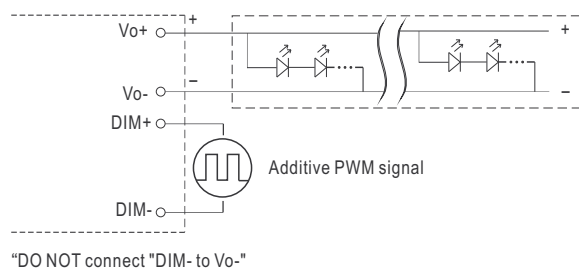 Vo+
+
+
Vo-
−
−
DIM+
Additive PWM signal
DIM-
“DO NOT connect "DIM- to Vo-"